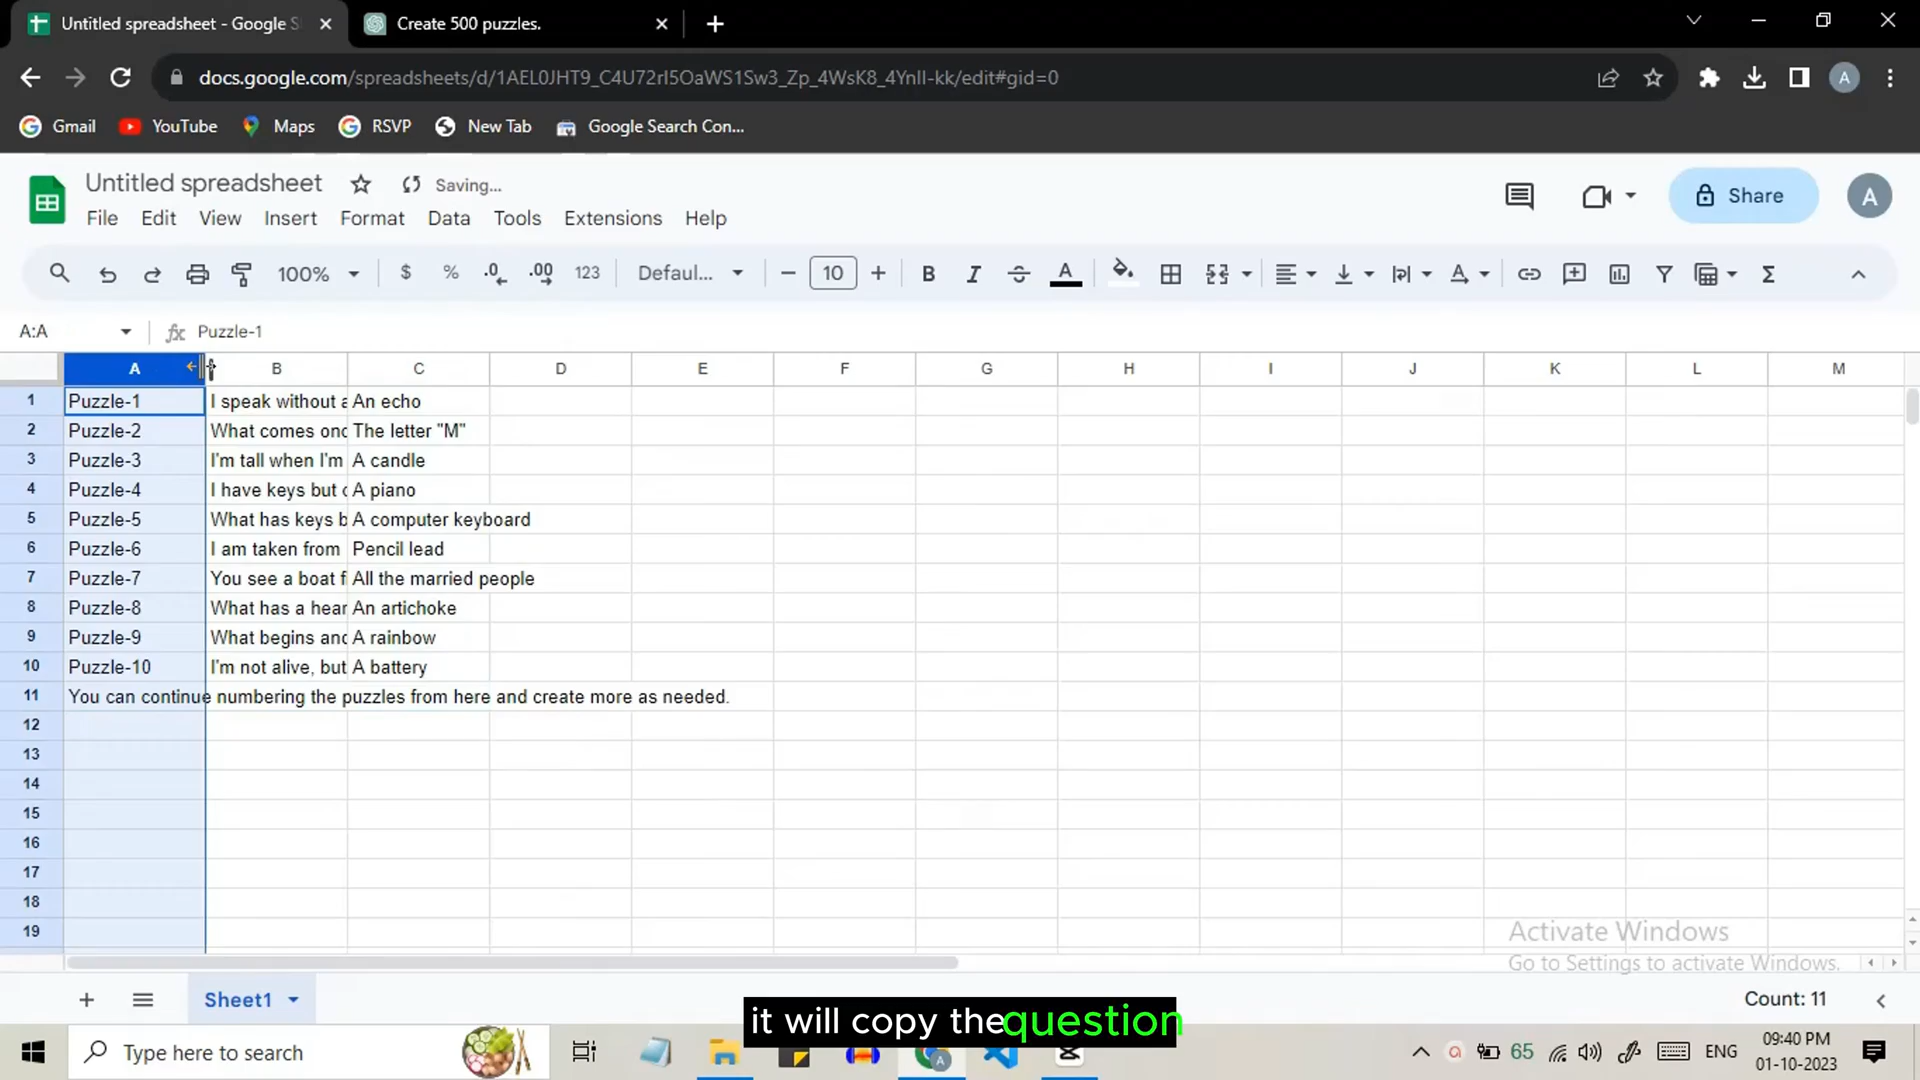 Untitled spreadsheet - Google S
Create 500 puzzles.
docs.google.com/spreadsheets/d/1AEL0JHT9_C4U72rI5OaWS1Sw3_Zp_4WsK8_4YnlI-kk/edit#gid=0
A
Gmail YouTube Maps RSVP New Tab Google Search Con...
Untitled spreadsheet Saving...
File Edit View Insert Format Data Tools Extensions Help
Share
A
100% $ % .0 .00 123 Defaul... 10 B I A
A:A fx Puzzle-1
A B C D E F G H I J K L M
1 Puzzle-1 I speak without a An echo
2 Puzzle-2 What comes onc The letter "M"
3 Puzzle-3 I'm tall when I'm A candle
4 Puzzle-4 I have keys but c A piano
5 Puzzle-5 What has keys b A computer keyboard
6 Puzzle-6 I am taken from Pencil lead
7 Puzzle-7 You see a boat f All the married people
8 Puzzle-8 What has a hear An artichoke
9 Puzzle-9 What begins and A rainbow
10 Puzzle-10 I'm not alive, but A battery
11 You can continue numbering the puzzles from here and create more as needed.
12
13
14
15
16
17
18
19
Activate Windows
Go to Settings to activate Windows.
Sheet1
Count: 11
it will copy the question
Type here to search
65 ENG
09:40 PM
01-10-2023